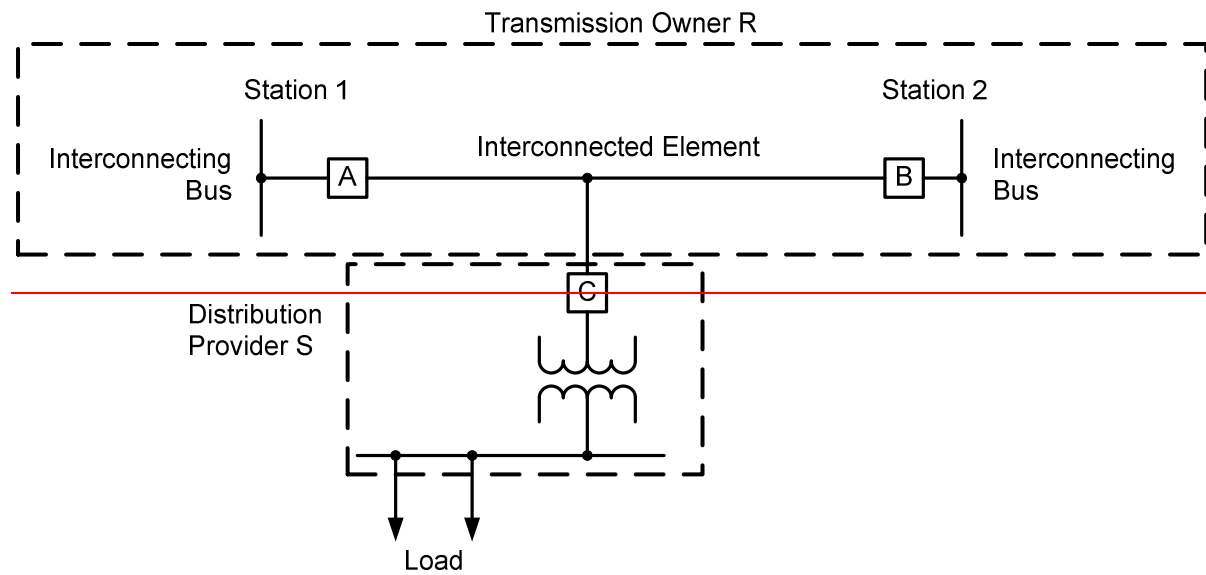 Transmission Owner R
Station 1
Station 2
Interconnecting
Bus
A
Interconnected Element
B
Interconnecting
Bus
C
Distribution
Provider S
Load